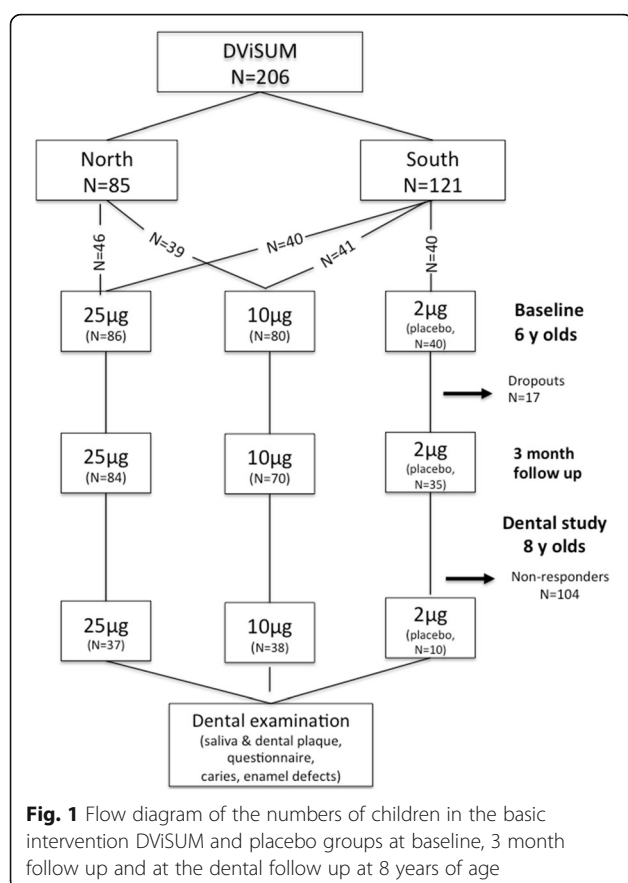 DViSUM
N=206
North
N=85
South
N=121
N=46
N=39
N=40
N=41
N=40
25µg
(N=86)
10µg
(N=80)
2µg
(placebo,
N=40)
Baseline
6 y olds
Dropouts
N=17
25µg
(N=84)
10µg
(N=70)
2µg
(placebo,
N=35)
3 month
follow up
Dental study
8 y olds
Non-responders
N=104
25µg
(N=37)
10µg
(N=38)
2µg
(placebo,
N=10)
Dental examination
(saliva & dental plaque,
questionnaire,
caries, enamel defects)
Fig. 1 Flow diagram of the numbers of children in the basic
intervention DViSUM and placebo groups at baseline, 3 month
follow up and at the dental follow up at 8 years of age